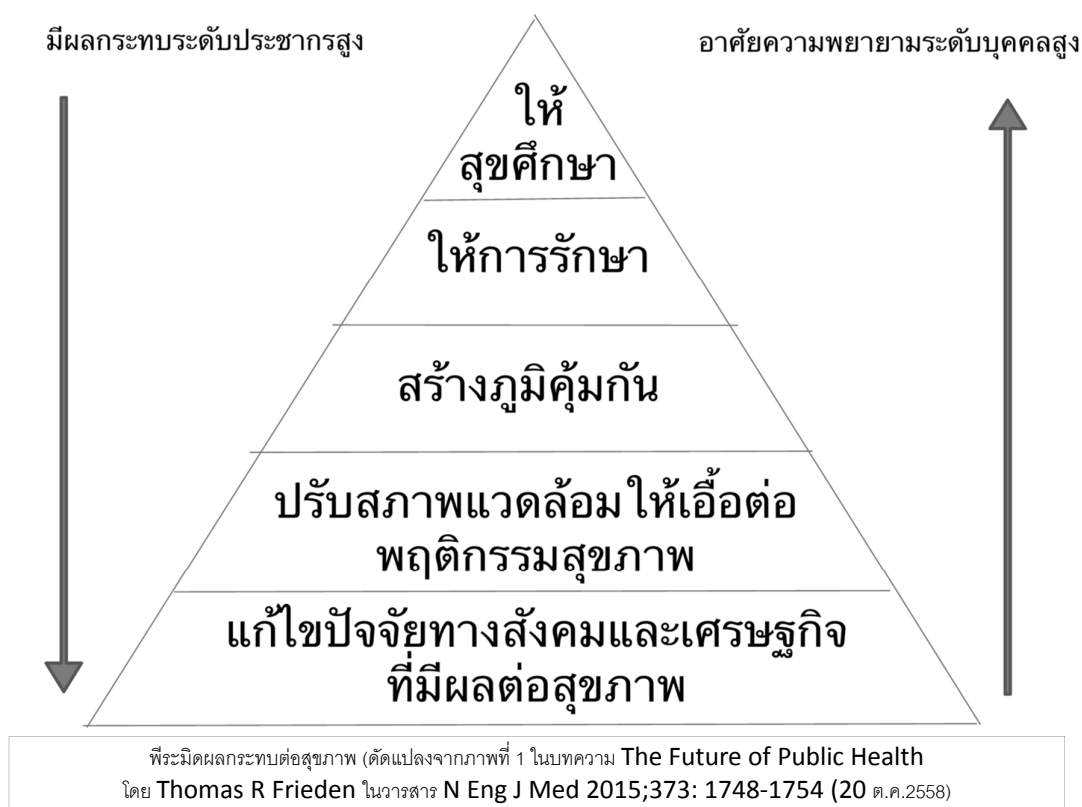 มีผลกระทบระดับประชากรสูง
อาศัยความพยายามระดับบุคคลสูง
ให้
สุขศึกษา
ให้การรักษา
สร้างภูมิคุ้มกัน
ปรับสภาพแวดล้อมให้เอื้อต่อ
พฤติกรรมสุขภาพ
แก้ไขปัจจัยทางสังคมและเศรษฐกิจ
ที่มีผลต่อสุขภาพ
พีระมิดผลกระทบต่อสุขภาพ (ดัดแปลงจากภาพที่ 1 ในบทความ The Future of Public Health
โดย Thomas R Frieden ในวารสาร N Eng J Med 2015;373: 1748-1754 (20 ต.ค.2558)